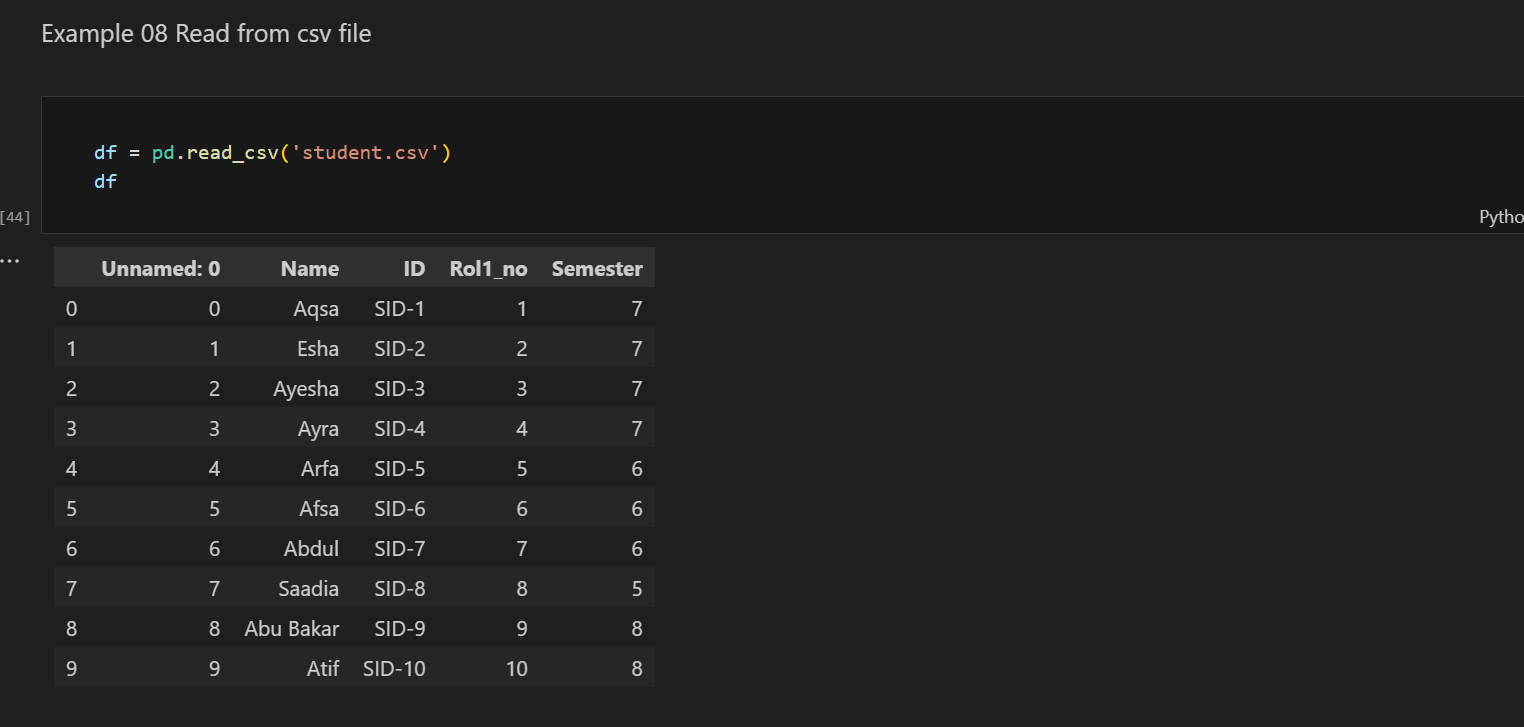 Example 08 Read from csv file
df = pd.read_csv('student.csv')
df
[44]
Pytho
...
Unnamed: 0 Name ID Rol1_no Semester
0 0 Aqsa SID-1 1 7
1 1 Esha SID-2 2 7
2 2 Ayesha SID-3 3 7
3 3 Ayra SID-4 4 7
4 4 Arfa SID-5 5 6
5 5 Afsa SID-6 6 6
6 6 Abdul SID-7 7 6
7 7 Saadia SID-8 8 5
8 8 Abu Bakar SID-9 9 8
9 9 Atif SID-10 10 8